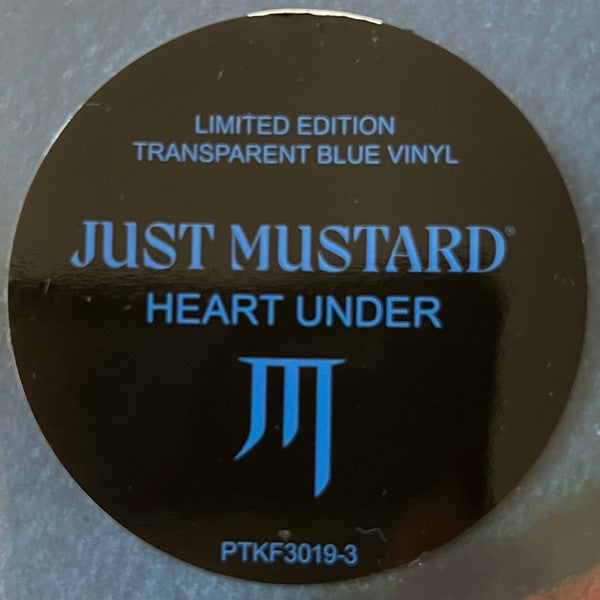 LIMITED EDITION
TRANSPARENT BLUE VINYL
JUST MUSTARD®
HEART UNDER
PTKF3019-3